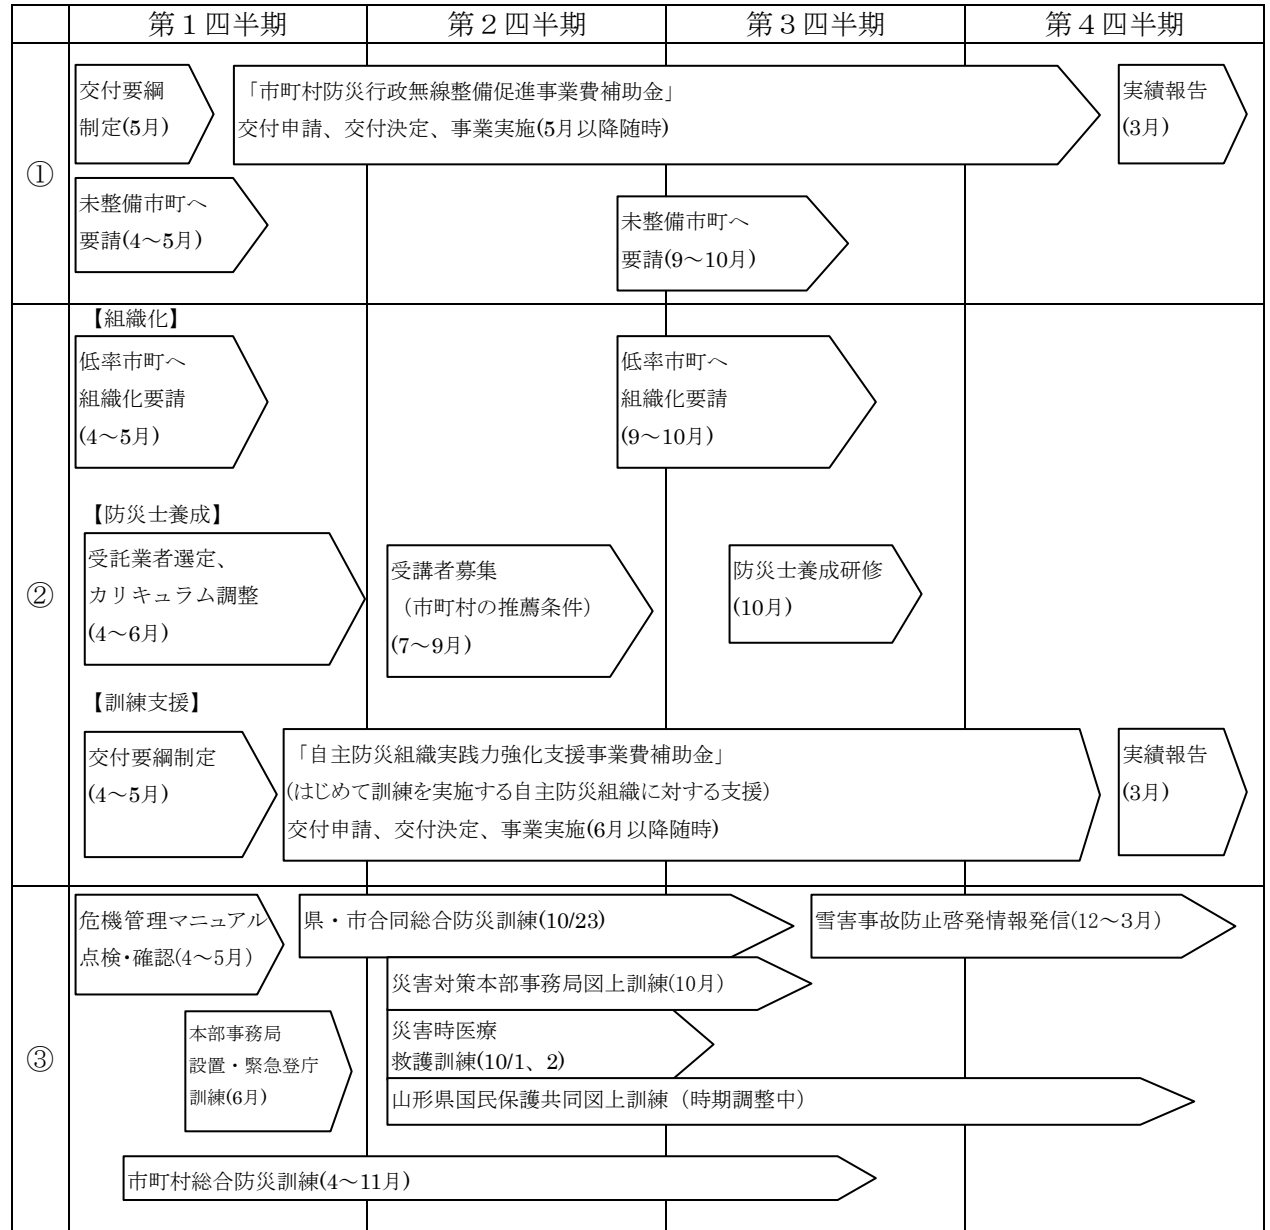 第１四半期
第２四半期
第３四半期
第４四半期
①
交付要綱
制定(5月)
「市町村防災行政無線整備促進事業費補助金」
交付申請、交付決定、事業実施(5月以降随時)
実績報告
(3月)
未整備市町へ
要請(4～5月)
未整備市町へ
要請(9～10月)
②
【組織化】
低率市町へ
組織化要請
(4～5月)
低率市町へ
組織化要請
(9～10月)
【防災士養成】
受託業者選定、
カリキュラム調整
(4～6月)
受講者募集
（市町村の推薦条件）
(7～9月)
防災士養成研修
(10月)
【訓練支援】
交付要綱制定
(4～5月)
「自主防災組織実践力強化支援事業費補助金」
(はじめて訓練を実施する自主防災組織に対する支援)
交付申請、交付決定、事業実施(6月以降随時)
実績報告
(3月)
③
危機管理マニュアル
点検・確認(4～5月)
県・市合同総合防災訓練(10/23)
雪害事故防止啓発情報発信(12～3月)
災害対策本部事務局図上訓練(10月)
本部事務局
設置・緊急登庁
訓練(6月)
災害時医療
救護訓練(10/1、2)
山形県国民保護共同図上訓練（時期調整中）
市町村総合防災訓練(4～11月)